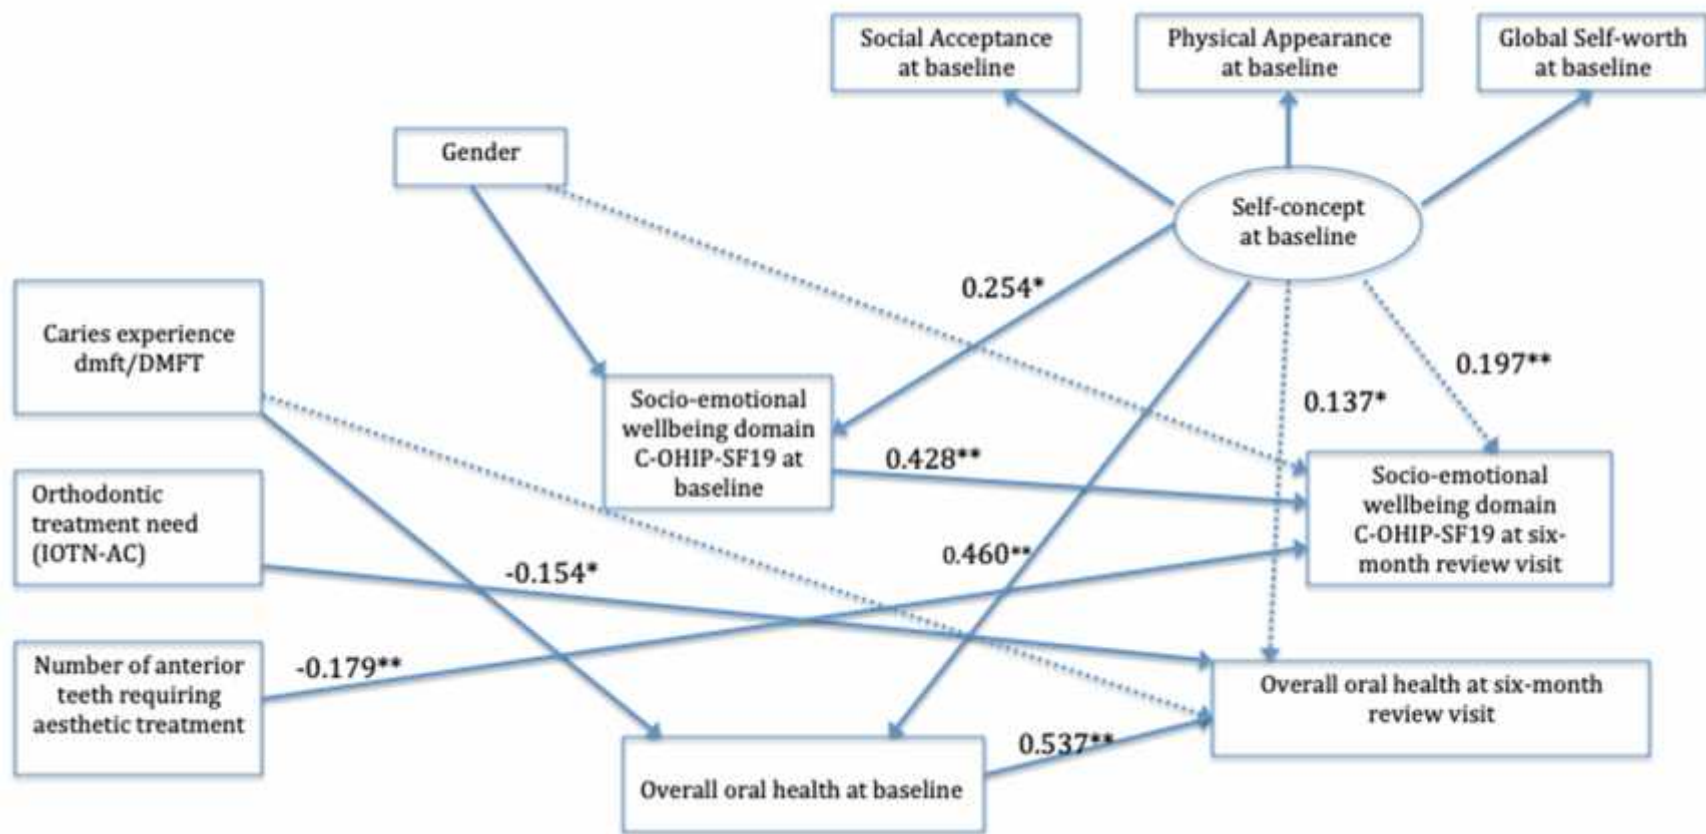 Social Acceptance
at baseline
Physical Appearance
at baseline
Global Self-worth
at baseline
Gender
Self-concept
at baseline
0.254*
Caries experience
dmft/DMFT
0.197**
0.137*
Socio-emotional
wellbeing domain
C-OHIP-SF19 at
baseline
0.428**
Socio-emotional
wellbeing domain
C-OHIP-SF19 at six-
month review visit
Orthodontic
treatment need
(IOTN-AC)
-0.154*
0.460**
Number of anterior
teeth requiring
aesthetic treatment
-0.179**
Overall oral health at six-month
review visit
0.537**
Overall oral health at baseline